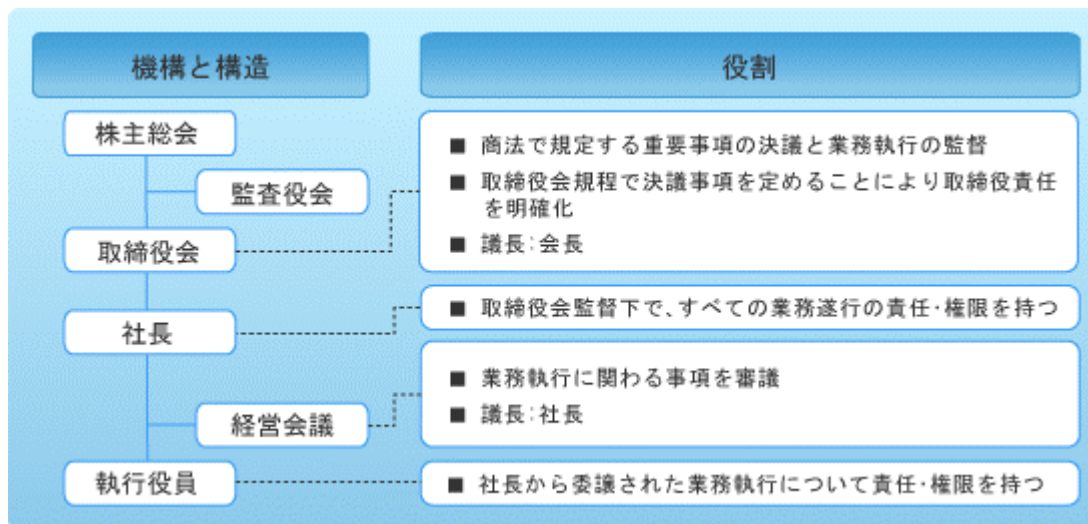 機構と構造
役割
株主総会
監査役会
取締役会
■ 商法で規定する重要事項の決議と業務執行の監督
■ 取締役会規程で決議事項を定めることにより取締役責任
を明確化
■ 議長:会長
社長
■ 取締役会監督下で、すべての業務遂行の責任・権限を持つ
経営会議
■ 業務執行に関わる事項を審議
■ 議長:社長
執行役員
■ 社長から委譲された業務執行について責任・権限を持つ